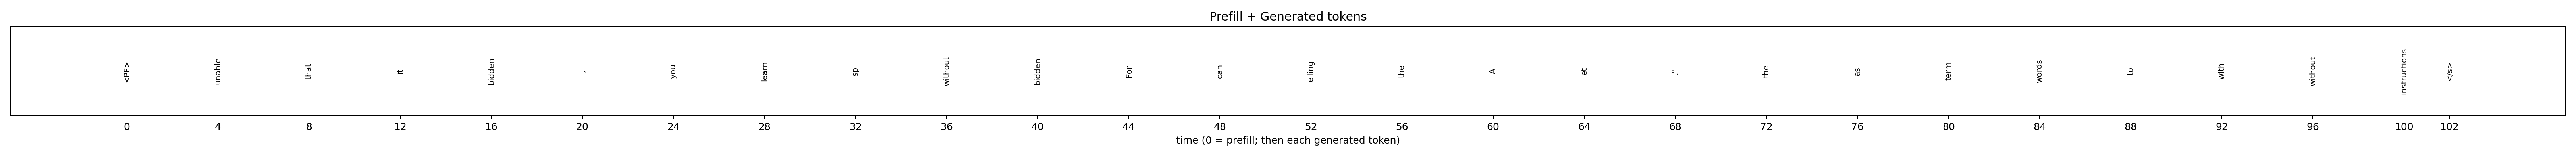 Prefill + Generated tokens
<PF> unable that it bidden , you learn sp without bidden For can elling the A et ". the as term words to with without instructions </s>
0 4 8 12 16 20 24 28 32 36 40 44 48 52 56 60 64 68 72 76 80 84 88 92 96 100 102
time (0 = prefill; then each generated token)